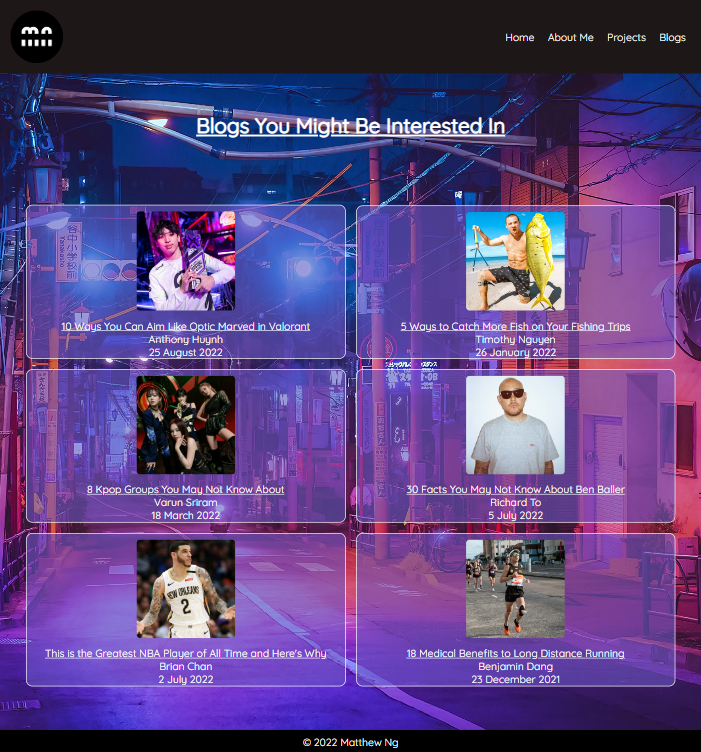 Home About Me Projects Blogs
Blogs You Might Be Interested In
10 Ways You Can Aim Like Optic Marved in Valorant
Anthony Huynh
25 August 2022
5 Ways to Catch More Fish on Your Fishing Trips
Timothy Nguyen
26 January 2022
8 Kpop Groups You May Not Know About
Varun Sriram
18 March 2022
30 Facts You May Not Know About Ben Baller
Richard To
5 July 2022
NEW ORLEANS
2
This is the Greatest NBA Player of All Time and Here's Why
Brian Chan
2 July 2022
18 Medical Benefits to Long Distance Running
Benjamin Dang
23 December 2021
© 2022 Matthew Ng